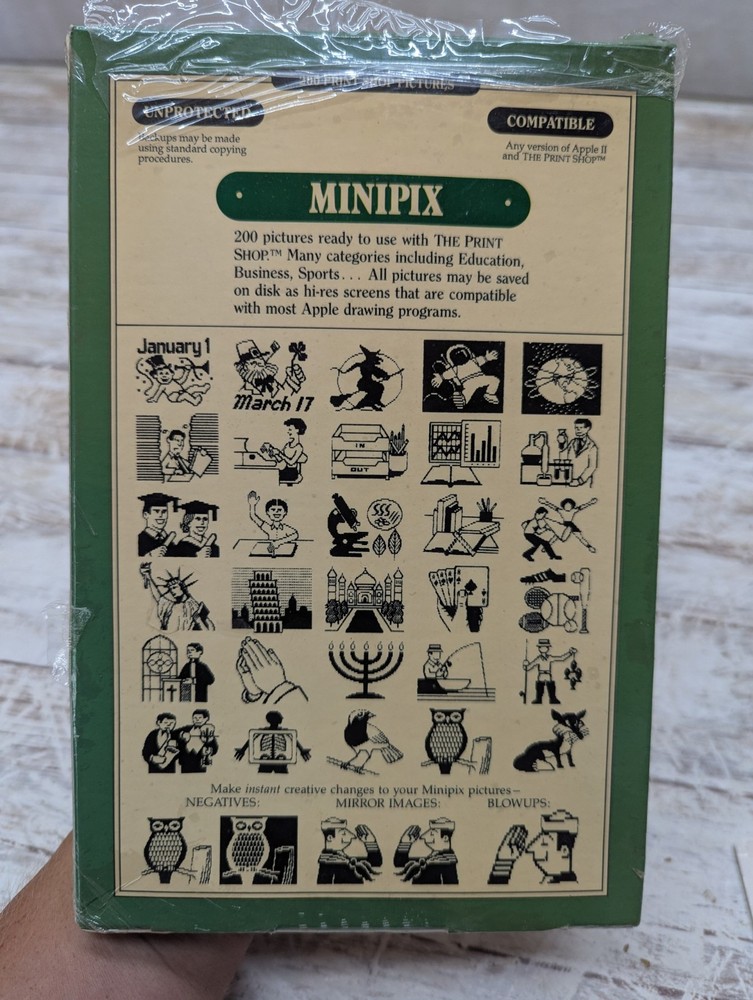 200 PRINT SHOP PICTURES
UNPROTECTED
Backups may be made
using standard copying
procedures.
COMPATIBLE
Any version of Apple II
and THE PRINT SHOP™
MINIPIX
200 pictures ready to use with THE PRINT
SHOP.™ Many categories including Education,
Business, Sports... All pictures may be saved
on disk as hi-res screens that are compatible
with most Apple drawing programs.
January 1
March 17
IN
OUT
Make instant creative changes to your Minipix pictures–
NEGATIVES:
MIRROR IMAGES:
BLOWUPS: